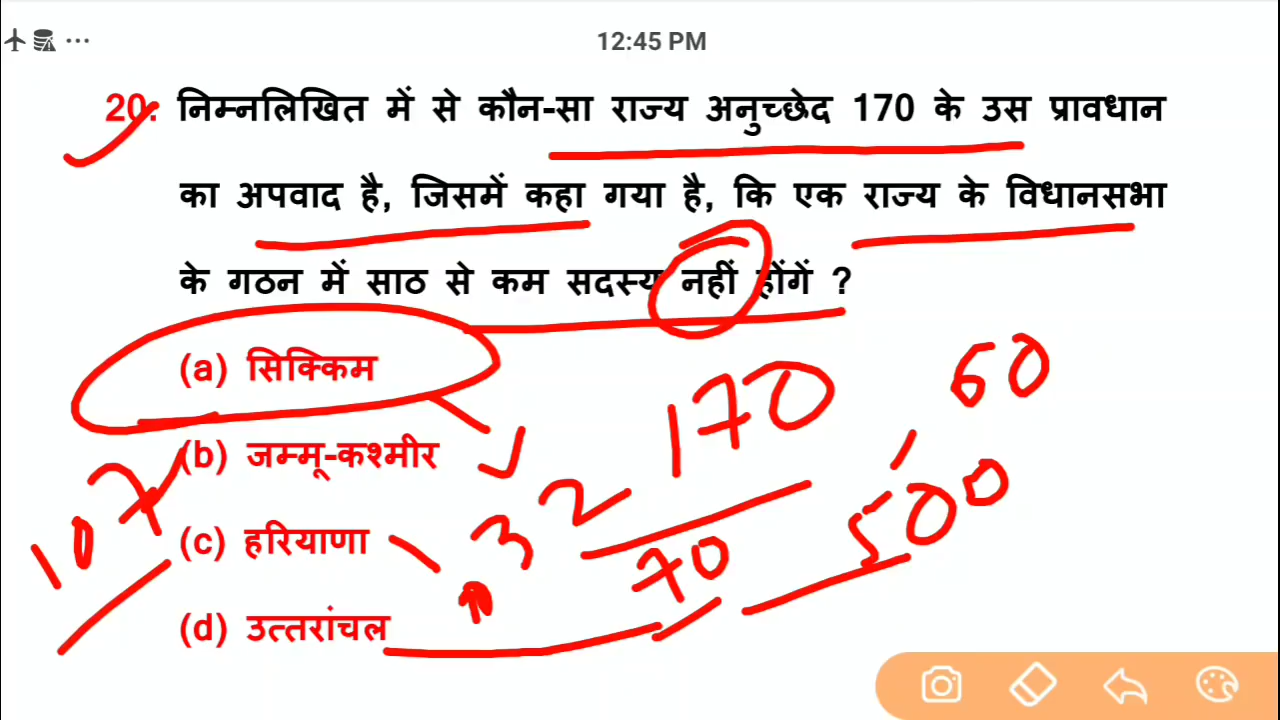 12:45 PM
20. निम्नलिखित में से कौन-सा राज्य अनुच्छेद 170 के उस प्रावधान
का अपवाद है, जिसमें कहा गया है, कि एक राज्य के विधानसभा
के गठन में साठ से कम सदस्य नहीं होंगें ?
(a) सिक्किम
170
60
(b) जम्मू-कश्मीर
107
32
500
(c) हरियाणा
70
(d) उत्तरांचल